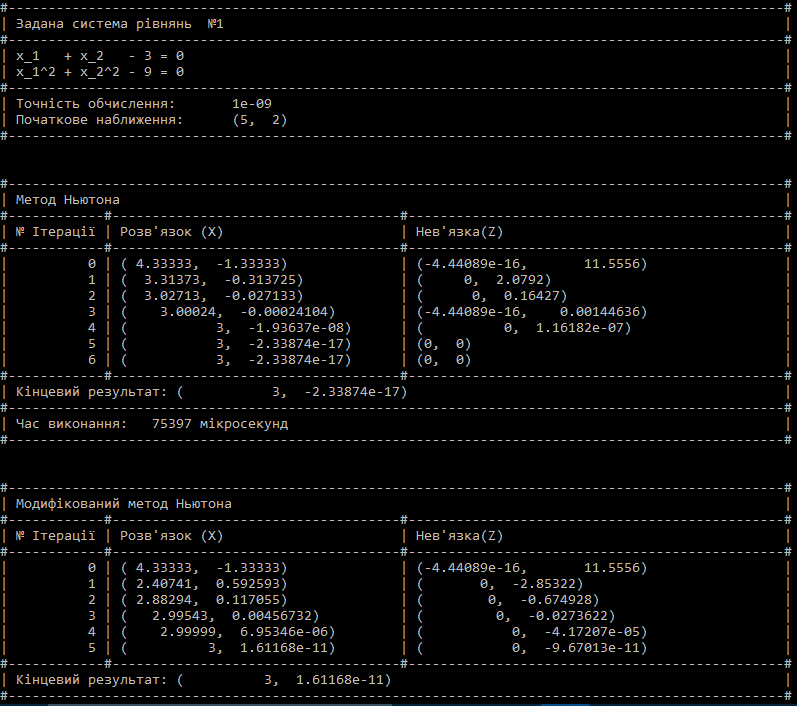 #-------------------------------------------------------------------------------------------------#
| Задана система рівнянь  №1 |
#-------------------------------------------------------------------------------------------------#
| x_1   + x_2   - 3 = 0 |
| x_1^2 + x_2^2 - 9 = 0 |
#-------------------------------------------------------------------------------------------------#
| Точність обчислення:       1e-09 |
| Початкове наближення:      (5,  2) |
#-------------------------------------------------------------------------------------------------#
#-------------------------------------------------------------------------------------------------#
| Метод Ньютона |
#------------#------------------------------------#-----------------------------------------------#
| № Ітерації | Розв'язок (X) | Нев'язка(Z) |
#------------#------------------------------------#-----------------------------------------------#
| 0 | ( 4.33333,  -1.33333) | (-4.44089e-16,       11.5556) |
| 1 | (  3.31373,  -0.313725) | (     0,  2.0792) |
| 2 | (  3.02713,  -0.027133) | (      0,  0.16427) |
| 3 | (    3.00024,  -0.00024104) | (-4.44089e-16,    0.00144636) |
| 4 | (           3,  -1.93637e-08) | (          0,  1.16182e-07) |
| 5 | (           3,  -2.33874e-17) | (0,  0) |
| 6 | (           3,  -2.33874e-17) | (0,  0) |
#------------#------------------------------------#-----------------------------------------------#
| Кінцевий результат: (           3,  -2.33874e-17) |
#-------------------------------------------------------------------------------------------------#
| Час виконання:   75397 мікросекунд |
#-------------------------------------------------------------------------------------------------#
#-------------------------------------------------------------------------------------------------#
| Модифікований метод Ньютона |
#------------#------------------------------------#-----------------------------------------------#
| № Ітерації | Розв'язок (X) | Нев'язка(Z) |
#------------#------------------------------------#-----------------------------------------------#
| 0 | ( 4.33333,  -1.33333) | (-4.44089e-16,       11.5556) |
| 1 | ( 2.40741,  0.592593) | (       0,  -2.85322) |
| 2 | ( 2.88294,  0.117055) | (        0,  -0.674928) |
| 3 | (   2.99543,  0.00456732) | (         0,  -0.0273622) |
| 4 | (    2.99999,  6.95346e-06) | (           0,  -4.17207e-05) |
| 5 | (          3,  1.61168e-11) | (           0,  -9.67013e-11) |
#------------#------------------------------------#-----------------------------------------------#
| Кінцевий результат: (          3,  1.61168e-11) |
#-------------------------------------------------------------------------------------------------#